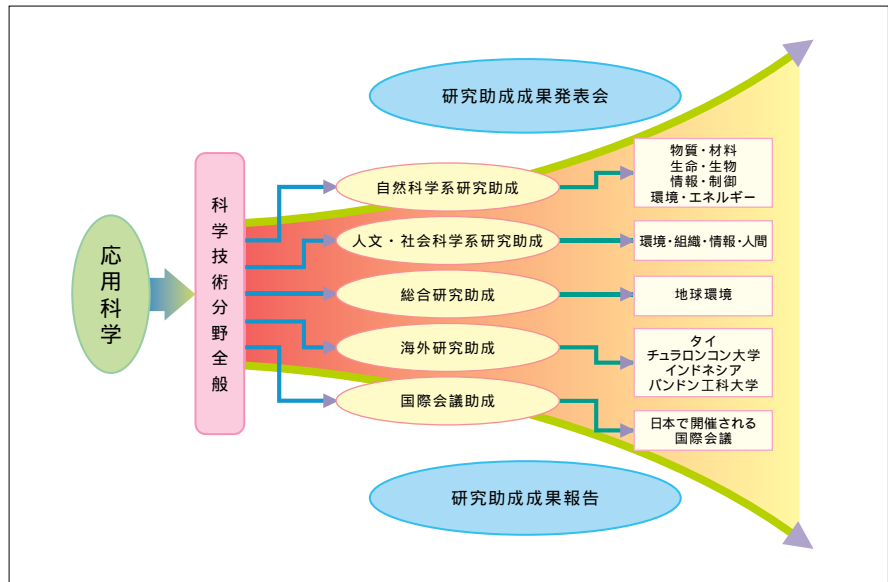 研究助成成果発表会
応用科学
科学技術分野全般
自然科学系研究助成
物質・材料
生命・生物
情報・制御
環境・エネルギー
人文・社会科学系研究助成
環境・組織・情報・人間
総合研究助成
地球環境
海外研究助成
タイ
チュラロンコン大学
インドネシア
バンドン工科大学
国際会議助成
日本で開催される
国際会議
研究助成成果報告